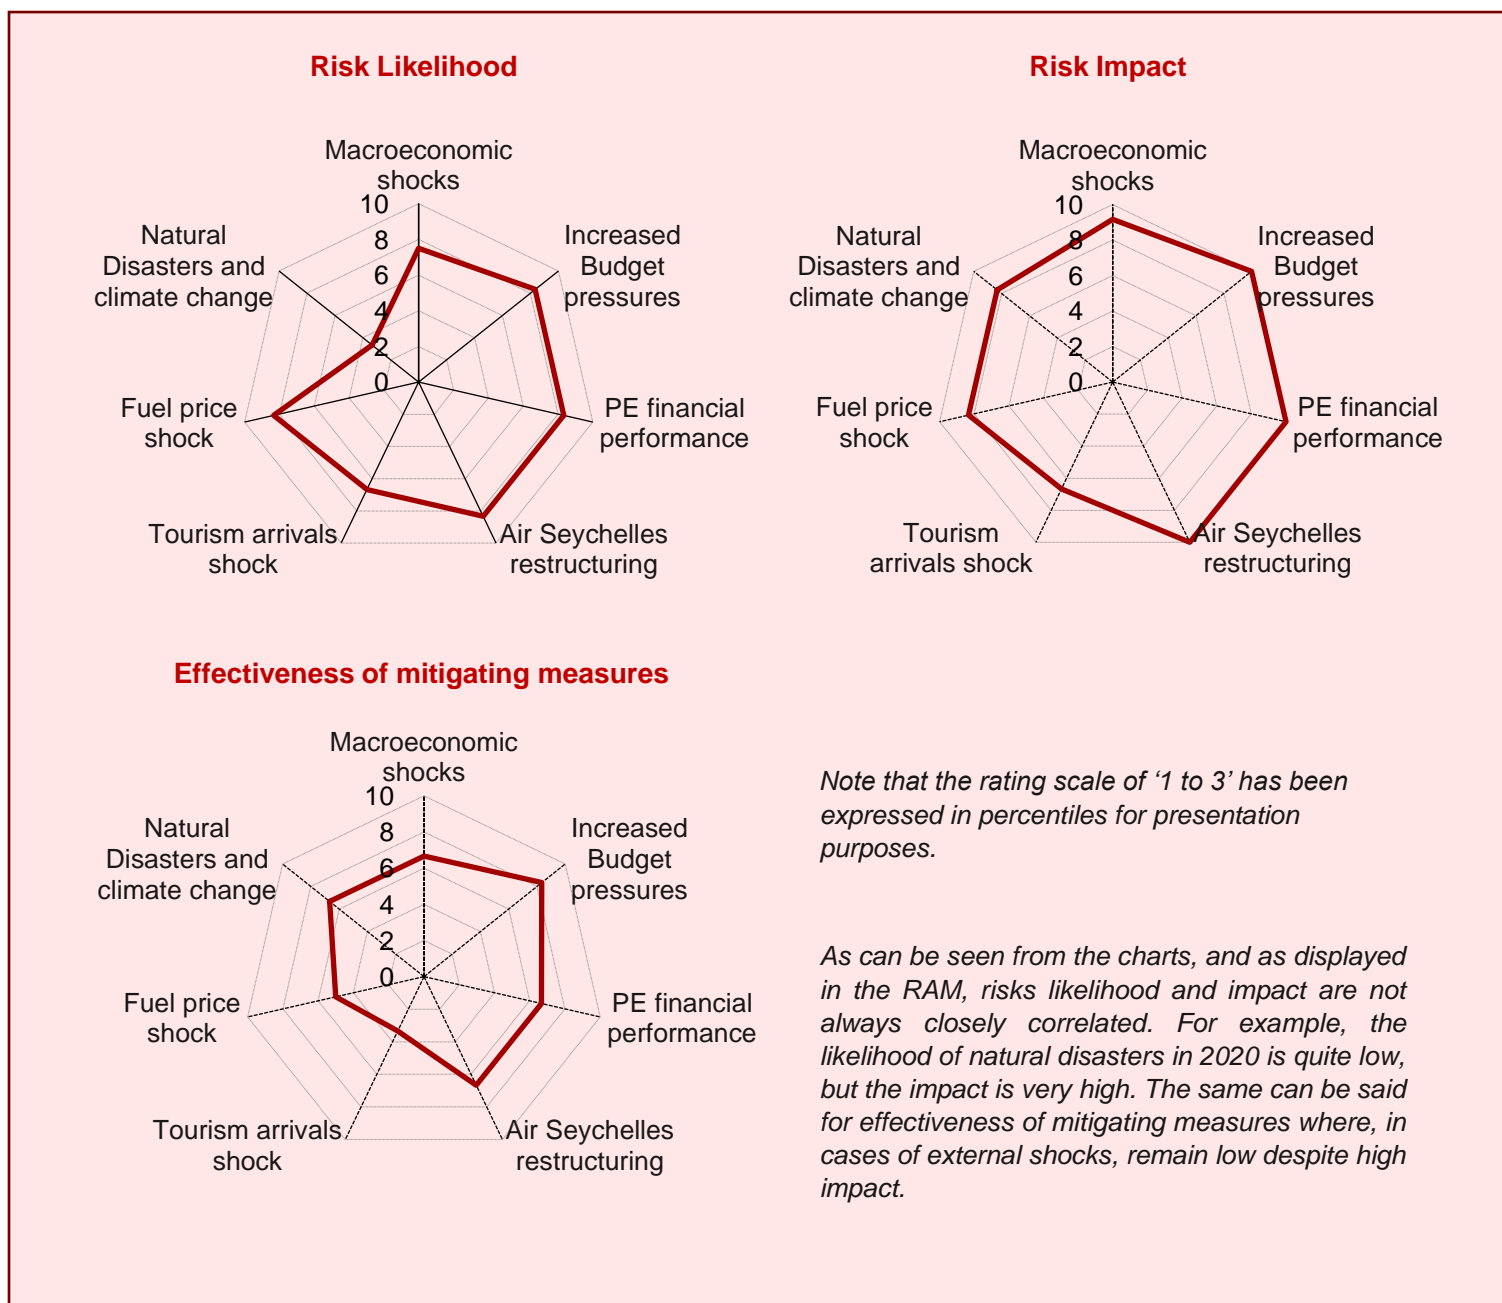 Risk Likelihood
Macroeconomic
shocks
Increased
Budget
pressures
PE financial
performance
Air Seychelles
restructuring
Tourism arrivals
shock
Fuel price
shock
Natural
Disasters and
climate change
10
8
6
4
2
0
Risk Impact
Macroeconomic
shocks
Increased
Budget
pressures
PE financial
performance
Air Seychelles
restructuring
Tourism
arrivals shock
Fuel price
shock
Natural
Disasters and
climate change
10
8
6
4
2
0
Effectiveness of mitigating measures
Macroeconomic
shocks
Increased
Budget
pressures
PE financial
performance
Air Seychelles
restructuring
Tourism arrivals
shock
Fuel price
shock
Natural
Disasters and
climate change
10
8
6
4
2
0
Note that the rating scale of ‘1 to 3’ has been
expressed in percentiles for presentation
purposes.
As can be seen from the charts, and as displayed
in the RAM, risks likelihood and impact are not
always closely correlated. For example, the
likelihood of natural disasters in 2020 is quite low,
but the impact is very high. The same can be said
for effectiveness of mitigating measures where, in
cases of external shocks, remain low despite high
impact.